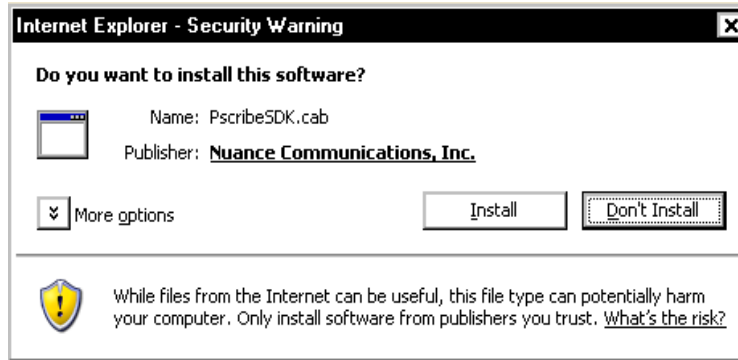 Internet Explorer - Security Warning
Do you want to install this software?
Name: PscribeSDK.cab
Publisher: Nuance Communications, Inc.
More options
Install
Don't Install
While files from the Internet can be useful, this file type can potentially harm
your computer. Only install software from publishers you trust. What's the risk?